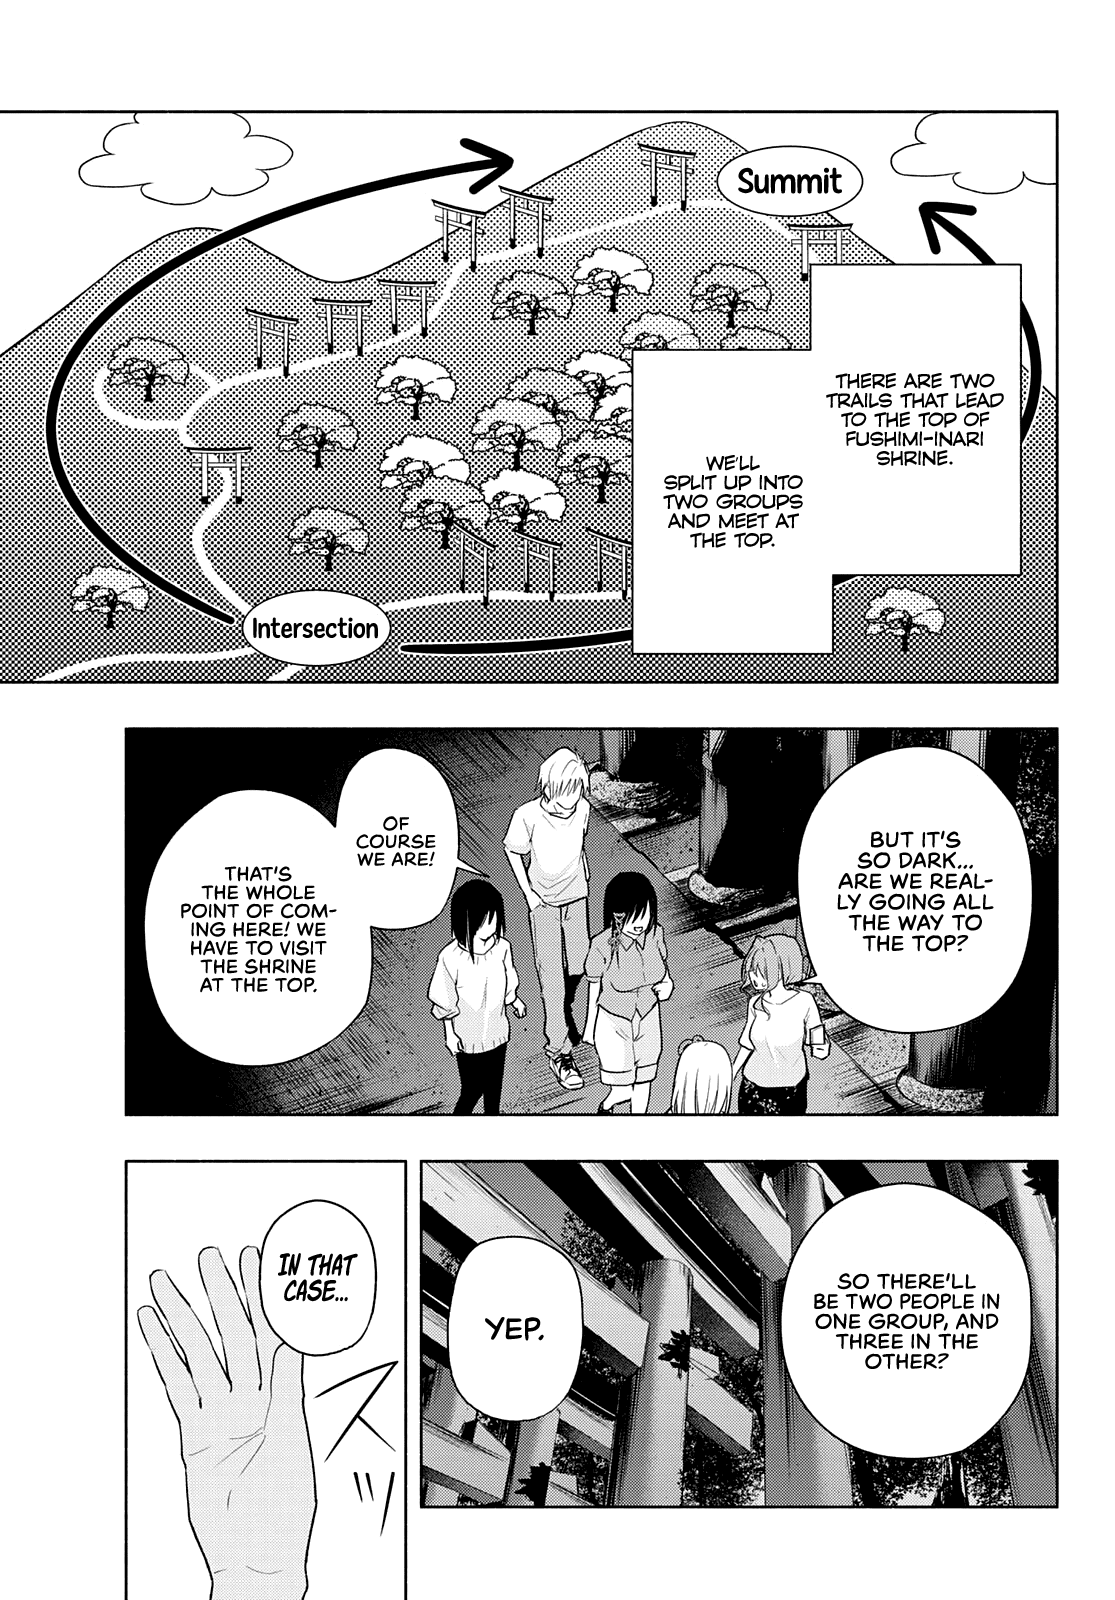 Summit
THERE ARE TWO
TRAILS THAT LEAD
TO THE TOP OF
FUSHIMI-INARI
SHRINE.
WE'LL
SPLIT UP INTO
TWO GROUPS
AND MEET AT
THE TOP.
Intersection
BUT IT'S
SO DARK...
ARE WE REAL-
LY GOING ALL
THE WAY TO
THE TOP?
OF
COURSE
WE ARE!
THAT'S
THE WHOLE
POINT OF COM-
ING HERE! WE
HAVE TO VISIT
THE SHRINE
AT THE TOP.
SO THERE'LL
BE TWO PEOPLE IN
ONE GROUP, AND
THREE IN THE
OTHER?
YEP.
IN THAT
CASE...
スッ